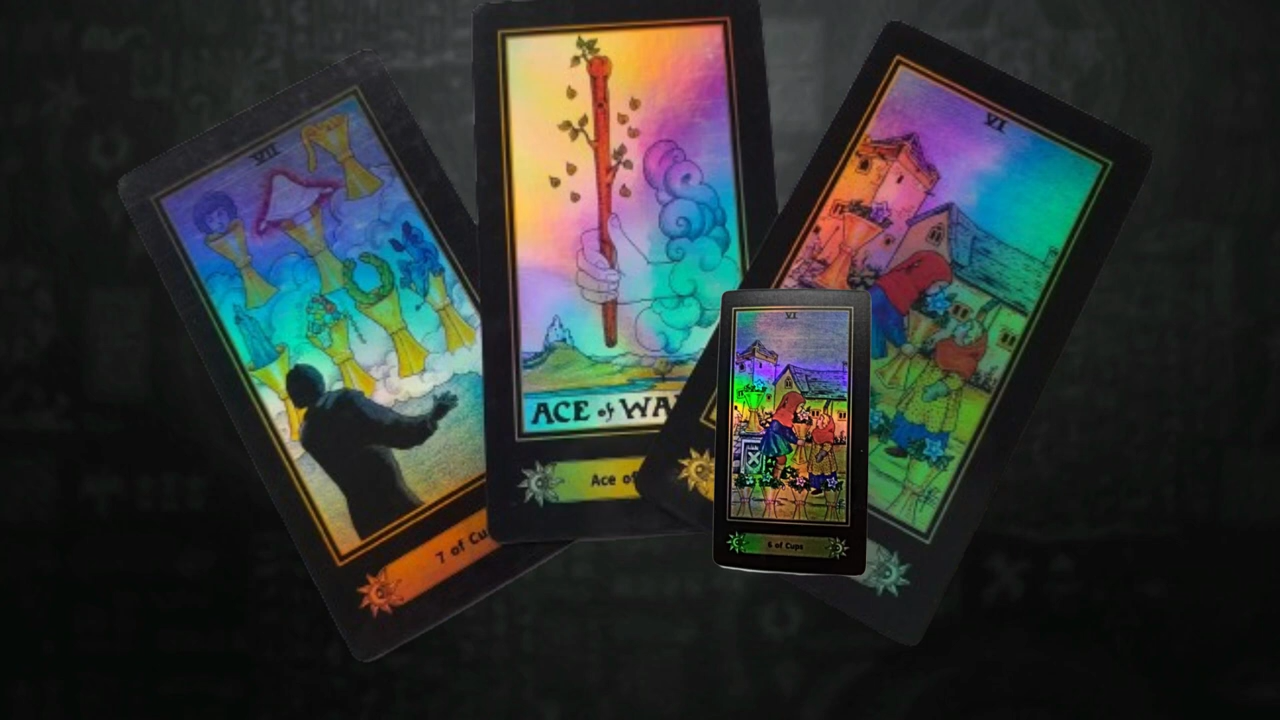 VII
7 of Cu
ACE of WA
Ace of
VI
VI
6 of Cups